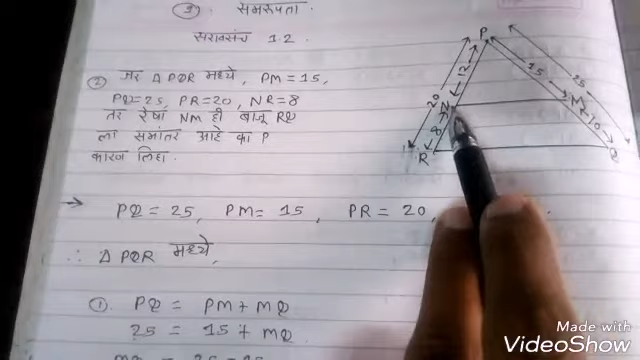 1) समरूपता
सरावसंच 1.2
② जर Δ PQR मध्ये, PM = 15,
PQ = 25, PR = 20, NR = 8
तर रेषा NM ही बाजू RQ
ला समांतर आहे का ?
कारण लिहा.
P
12
20
15
25
N
M
8
10
R
Q
→ PQ = 25, PM = 15, PR = 20,
∴ Δ PQR मध्ये,
① PQ = PM + MQ
25 = 15 + MQ
Made with
VideoShow